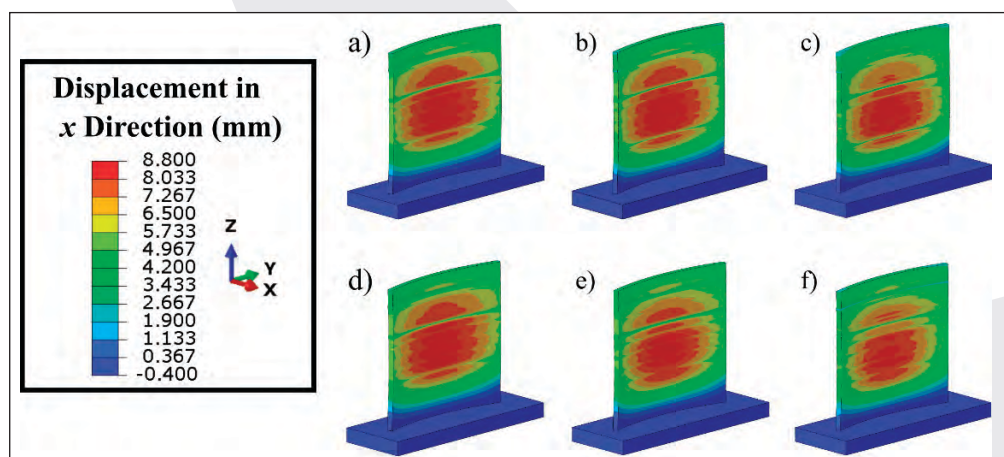 Displacement in
x Direction (mm)
8.800
8.033
7.267
6.500
5.733
4.967
4.200
3.433
2.667
1.900
1.133
0.367
-0.400
Z
Y
X
a)
b)
c)
d)
e)
f)